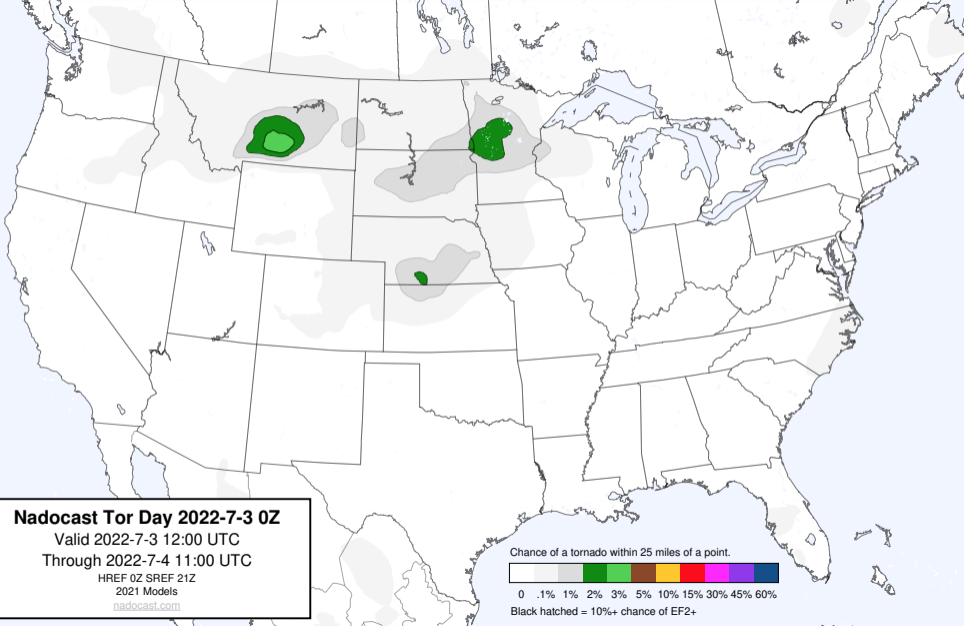 Nadocast Tor Day 2022-7-3 0Z
Valid 2022-7-3 12:00 UTC
Through 2022-7-4 11:00 UTC
HREF 0Z SREF 21Z
2021 Models
nadocast.com
Chance of a tornado within 25 miles of a point.
0 .1% 1% 2% 3% 5% 10% 15% 30% 45% 60%
Black hatched = 10%+ chance of EF2+